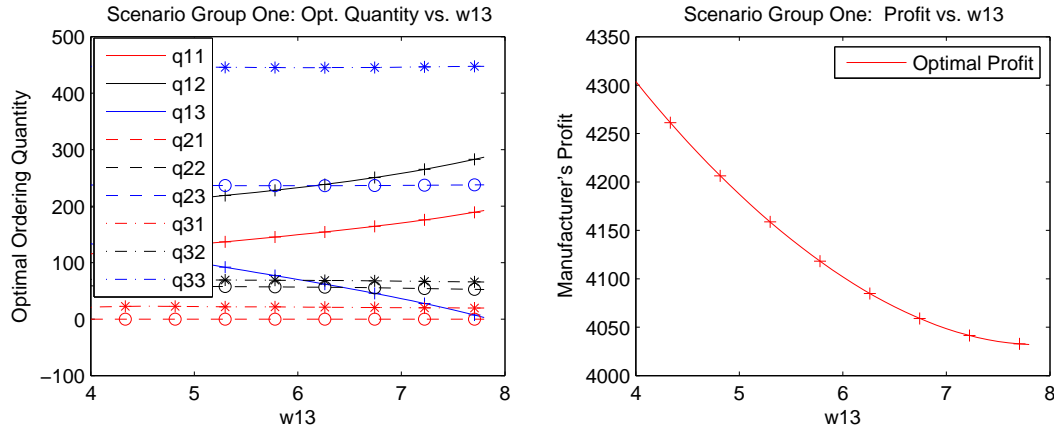 Scenario Group One: Opt. Quantity vs. w13
Optimal Ordering Quantity
500
400
300
200
100
0
−100
q11
q12
q13
q21
q22
q23
q31
q32
q33
4
5
6
7
8
w13
Scenario Group One:  Profit vs. w13
Manufacturer's Profit
4350
4300
4250
4200
4150
4100
4050
4000
Optimal Profit
4
5
6
7
8
w13